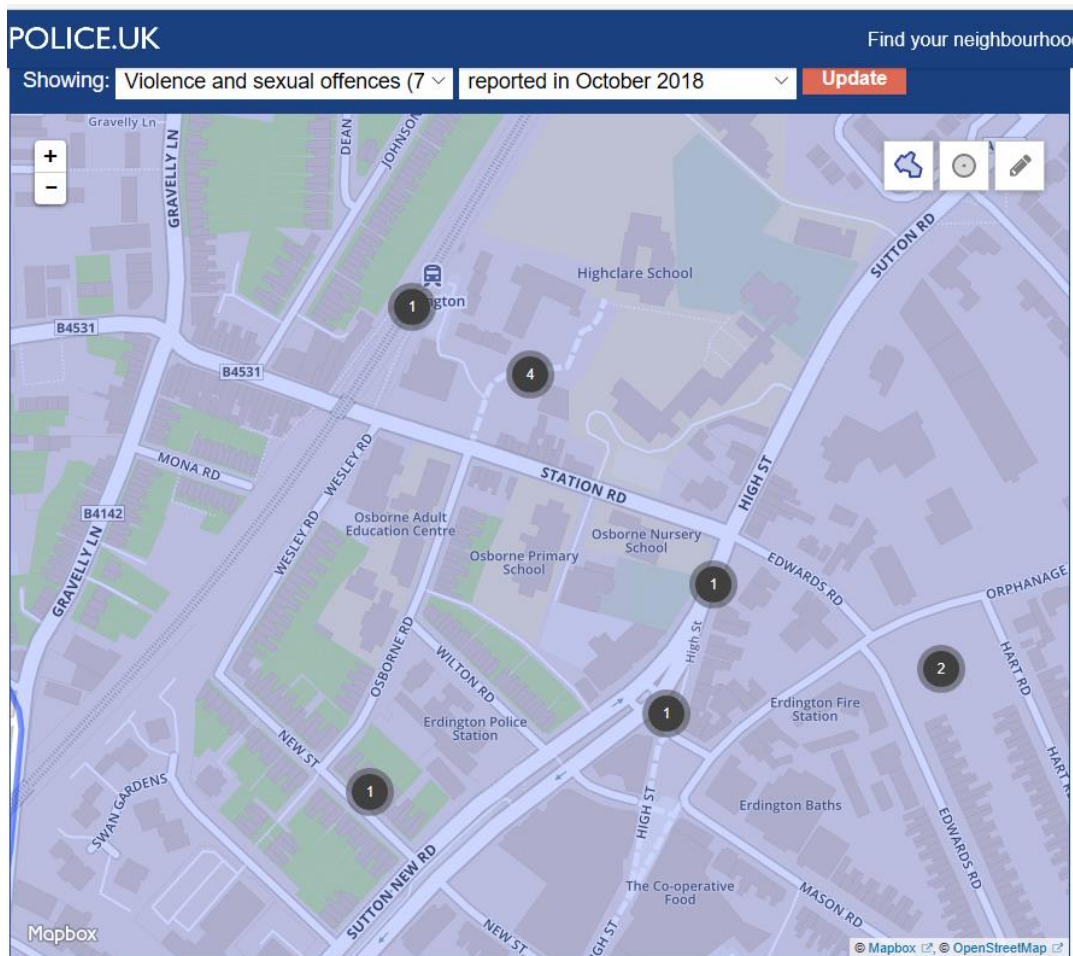 POLICE.UK
Find your neighbourhoo
Showing:
Violence and sexual offences (7
reported in October 2018
Update
Gravelly Ln
GRAVELLY LN
DEAN
JOHNSON
+
−
SUTTON RD
Highclare School
1
ngton
B4531
4
B4531
WESLEY RD
MONA RD
STATION RD
HIGH ST
B4142
Osborne Adult
Education Centre
WESLEY RD
Osborne Nursery
School
Osborne Primary
School
GRAVELLY LN
1
EDWARDS RD
ORPHANAGE
OSBORNE RD
WILTON RD
High St
2
HART RD
Erdington Fire
Station
1
Erdington Police
Station
NEW ST
HART R
SWAN GARDENS
1
HIGH ST
Erdington Baths
EDWARDS RD
SUTTON NEW RD
The Co-operative
Food
MASON RD
Mapbox
NEW ST
GH ST
© Mapbox, © OpenStreetMap